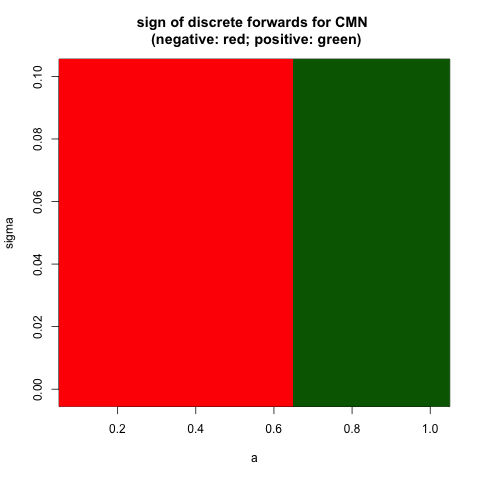 sign of discrete forwards for CMN
(negative: red; positive: green)
0.10
0.08
0.06
0.04
0.02
0.00
sigma
0.2 0.4 0.6 0.8 1.0
a